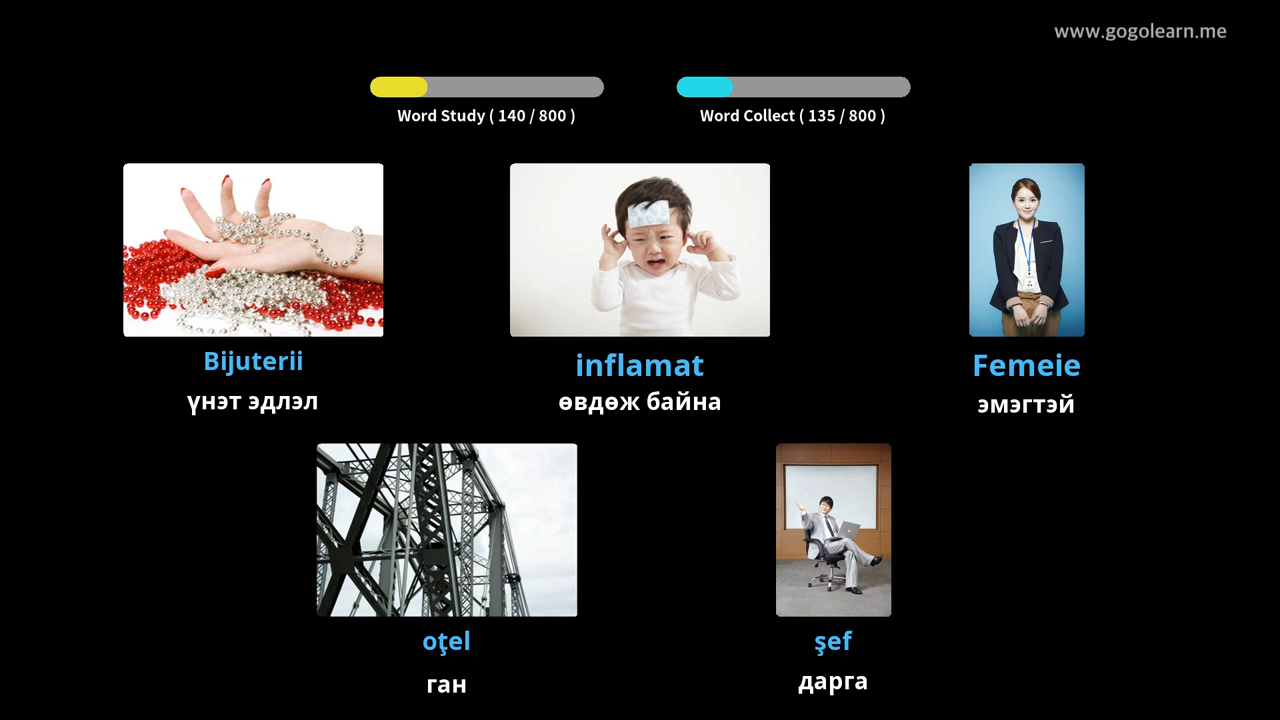 www.gogolearn.me
Word Study ( 140 / 800 )
Word Collect ( 135 / 800 )
Bijuterii
үнэт эдлэл
inflamat
өвдөж байна
Femeie
эмэгтэй
oţel
ган
şef
дарга